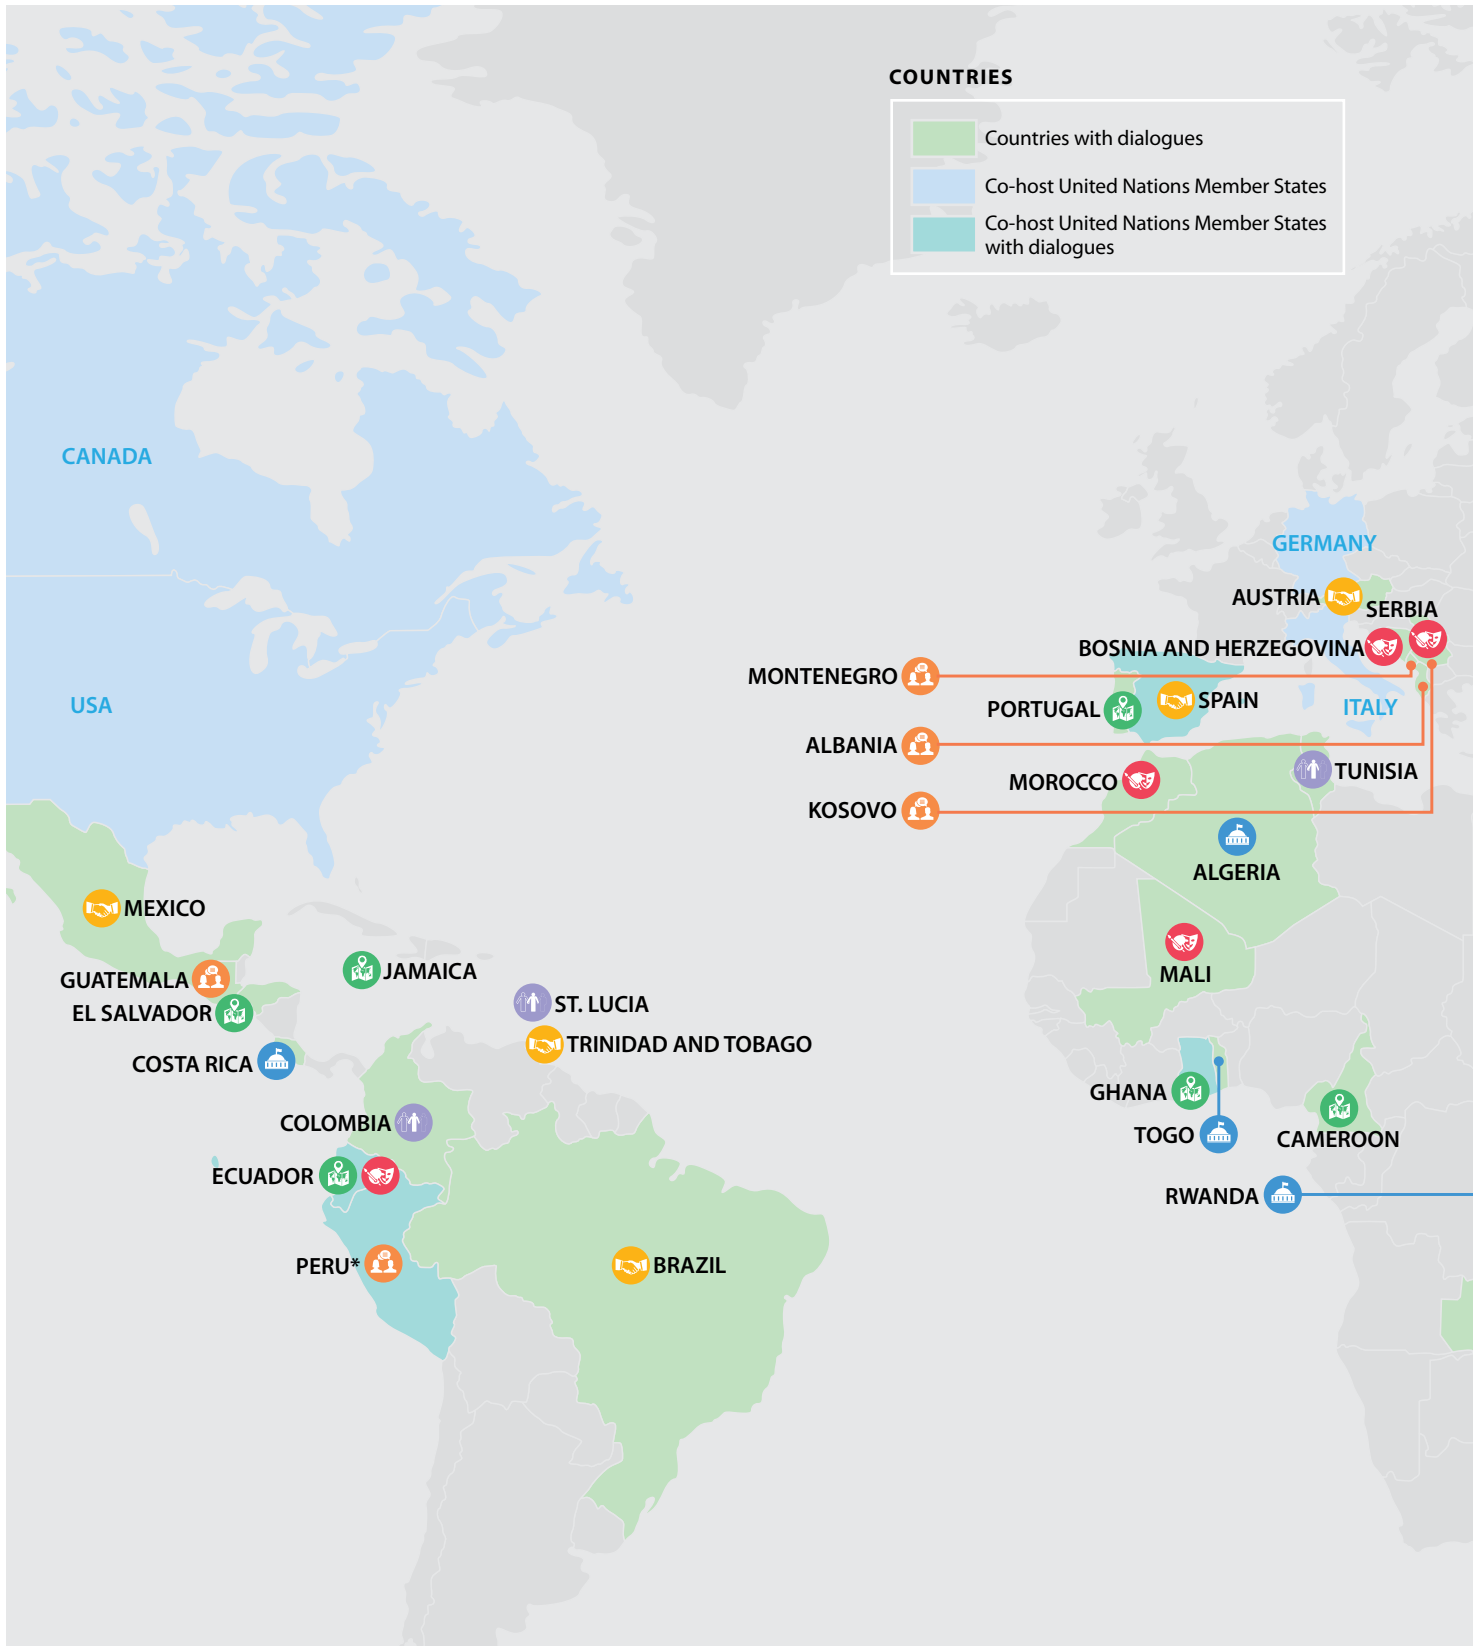 COUNTRIES
Countries with dialogues
Co-host United Nations Member States
Co-host United Nations Member States
with dialogues
CANADA
USA
GERMANY
AUSTRIA
SERBIA
BOSNIA AND HERZEGOVINA
MONTENEGRO
PORTUGAL
SPAIN
ITALY
ALBANIA
MOROCCO
TUNISIA
KOSOVO
ALGERIA
MEXICO
GUATEMALA
JAMAICA
MALI
EL SALVADOR
ST. LUCIA
TRINIDAD AND TOBAGO
COSTA RICA
GHANA
COLOMBIA
TOGO
CAMEROON
ECUADOR
RWANDA
PERU*
BRAZIL